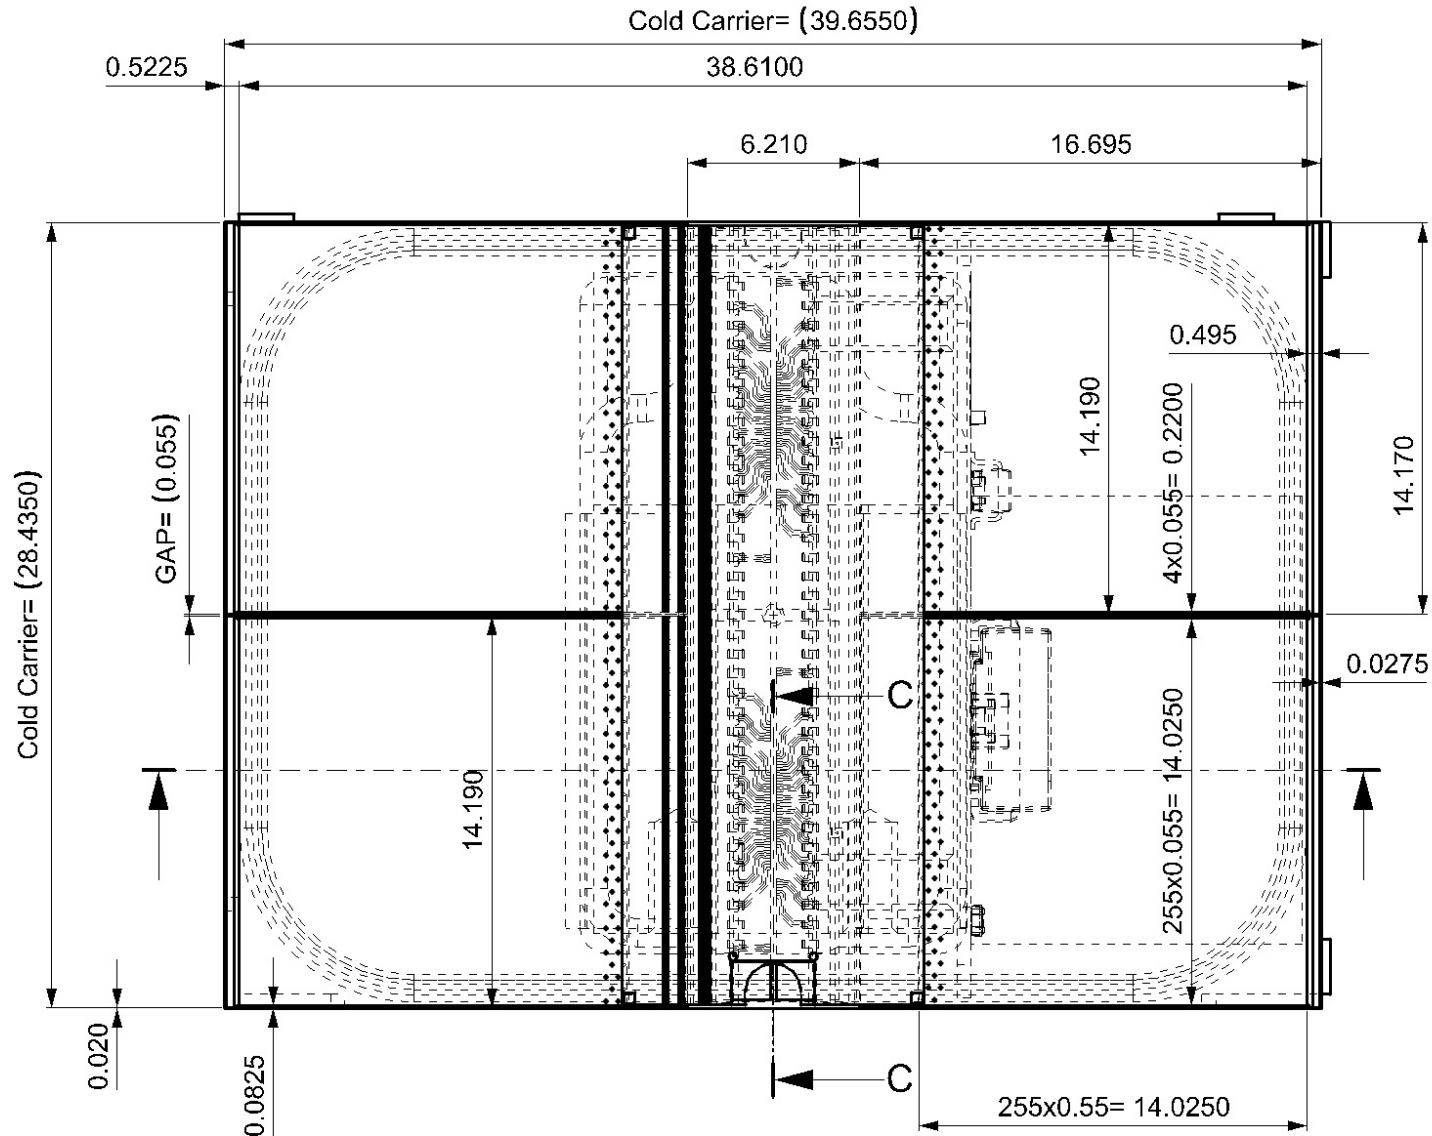 Cold Carrier= (39.6550)
0.5225
38.6100
6.210
16.695
0.495
14.190
4x0.055= 0.2200
14.170
GAP= (0.055)
Cold Carrier= (28.4350)
0.0275
C
14.190
255x0.055= 14.0250
0.020
0.0825
C
255x0.55= 14.0250